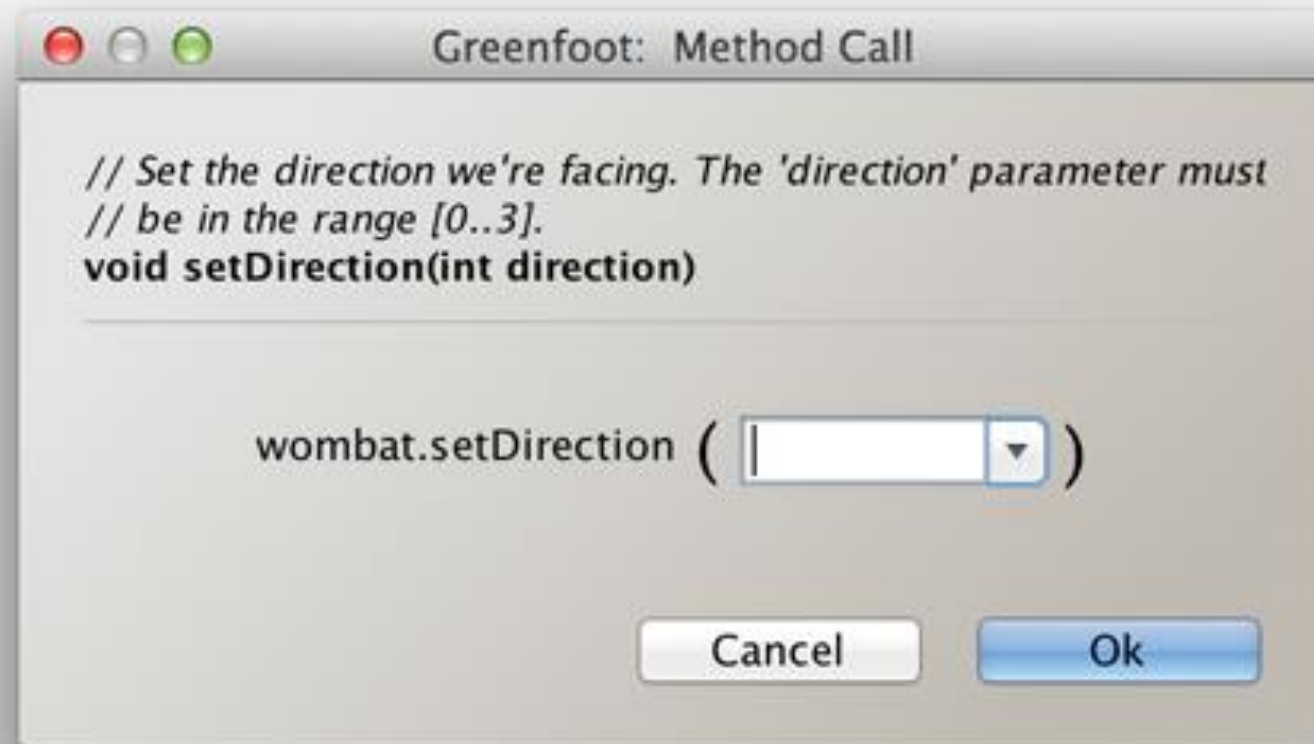 Greenfoot: Method Call
// Set the direction we're facing. The 'direction' parameter must
// be in the range [0..3].
void setDirection(int direction)
wombat.setDirection ( )
Cancel Ok